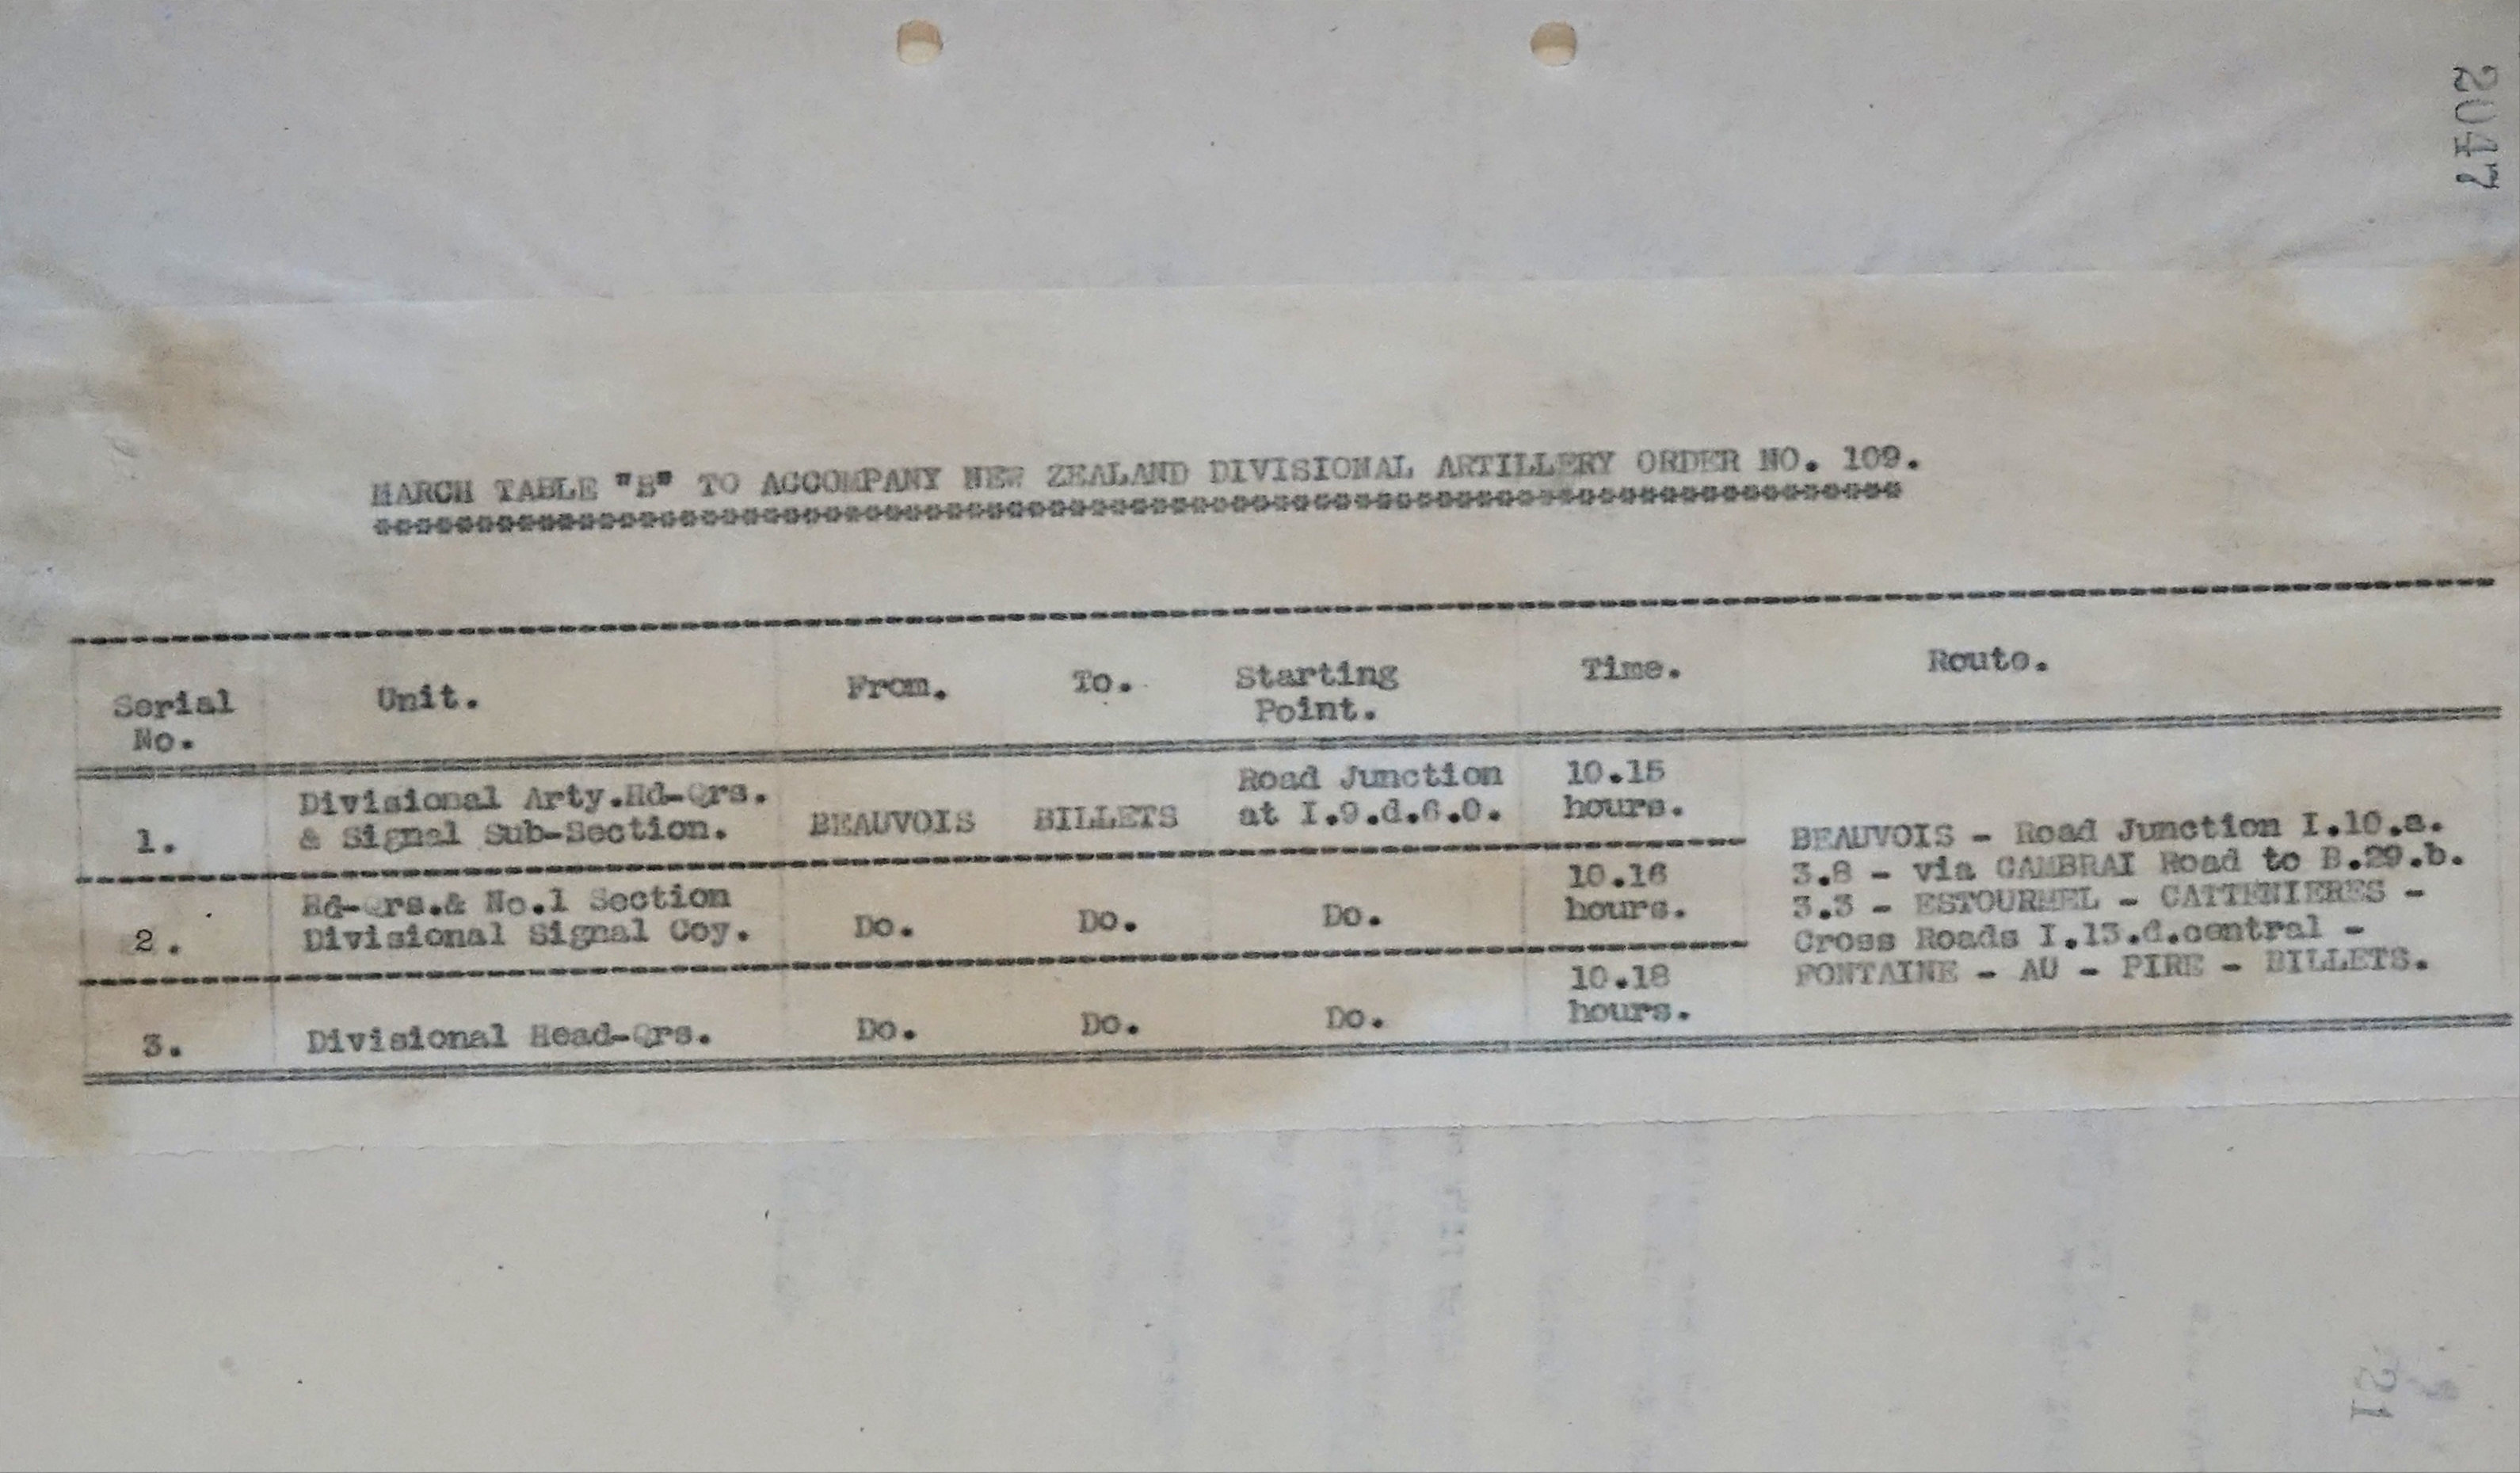 2047
MARCH TABLE "B" TO ACCOMPANY NEW ZEALAND DIVISIONAL ARTILLERY ORDER NO. 109.
Serial No. Unit. From. To. Starting Point. Time. Route.
1. Divisional Arty.Hd-Qrs. & Signal Sub-Section. BEAUVOIS BILLETS Road Junction at I.9.d.6.0. 10.15 hours.
2. Hd-Qrs.& No.1 Section Divisional Signal Coy. Do. Do. Do. 10.16 hours.
3. Divisional Head-Qrs. Do. Do. Do. 10.18 hours.
BEAUVOIS - Road Junction I.10.a.
3.8 - via CAMBRAI Road to B.29.b.
3.3 - ESTOURMEL - CATTENIERES -
Cross Roads I.13.d.central -
FONTAINE - AU - PIRE - BILLETS.